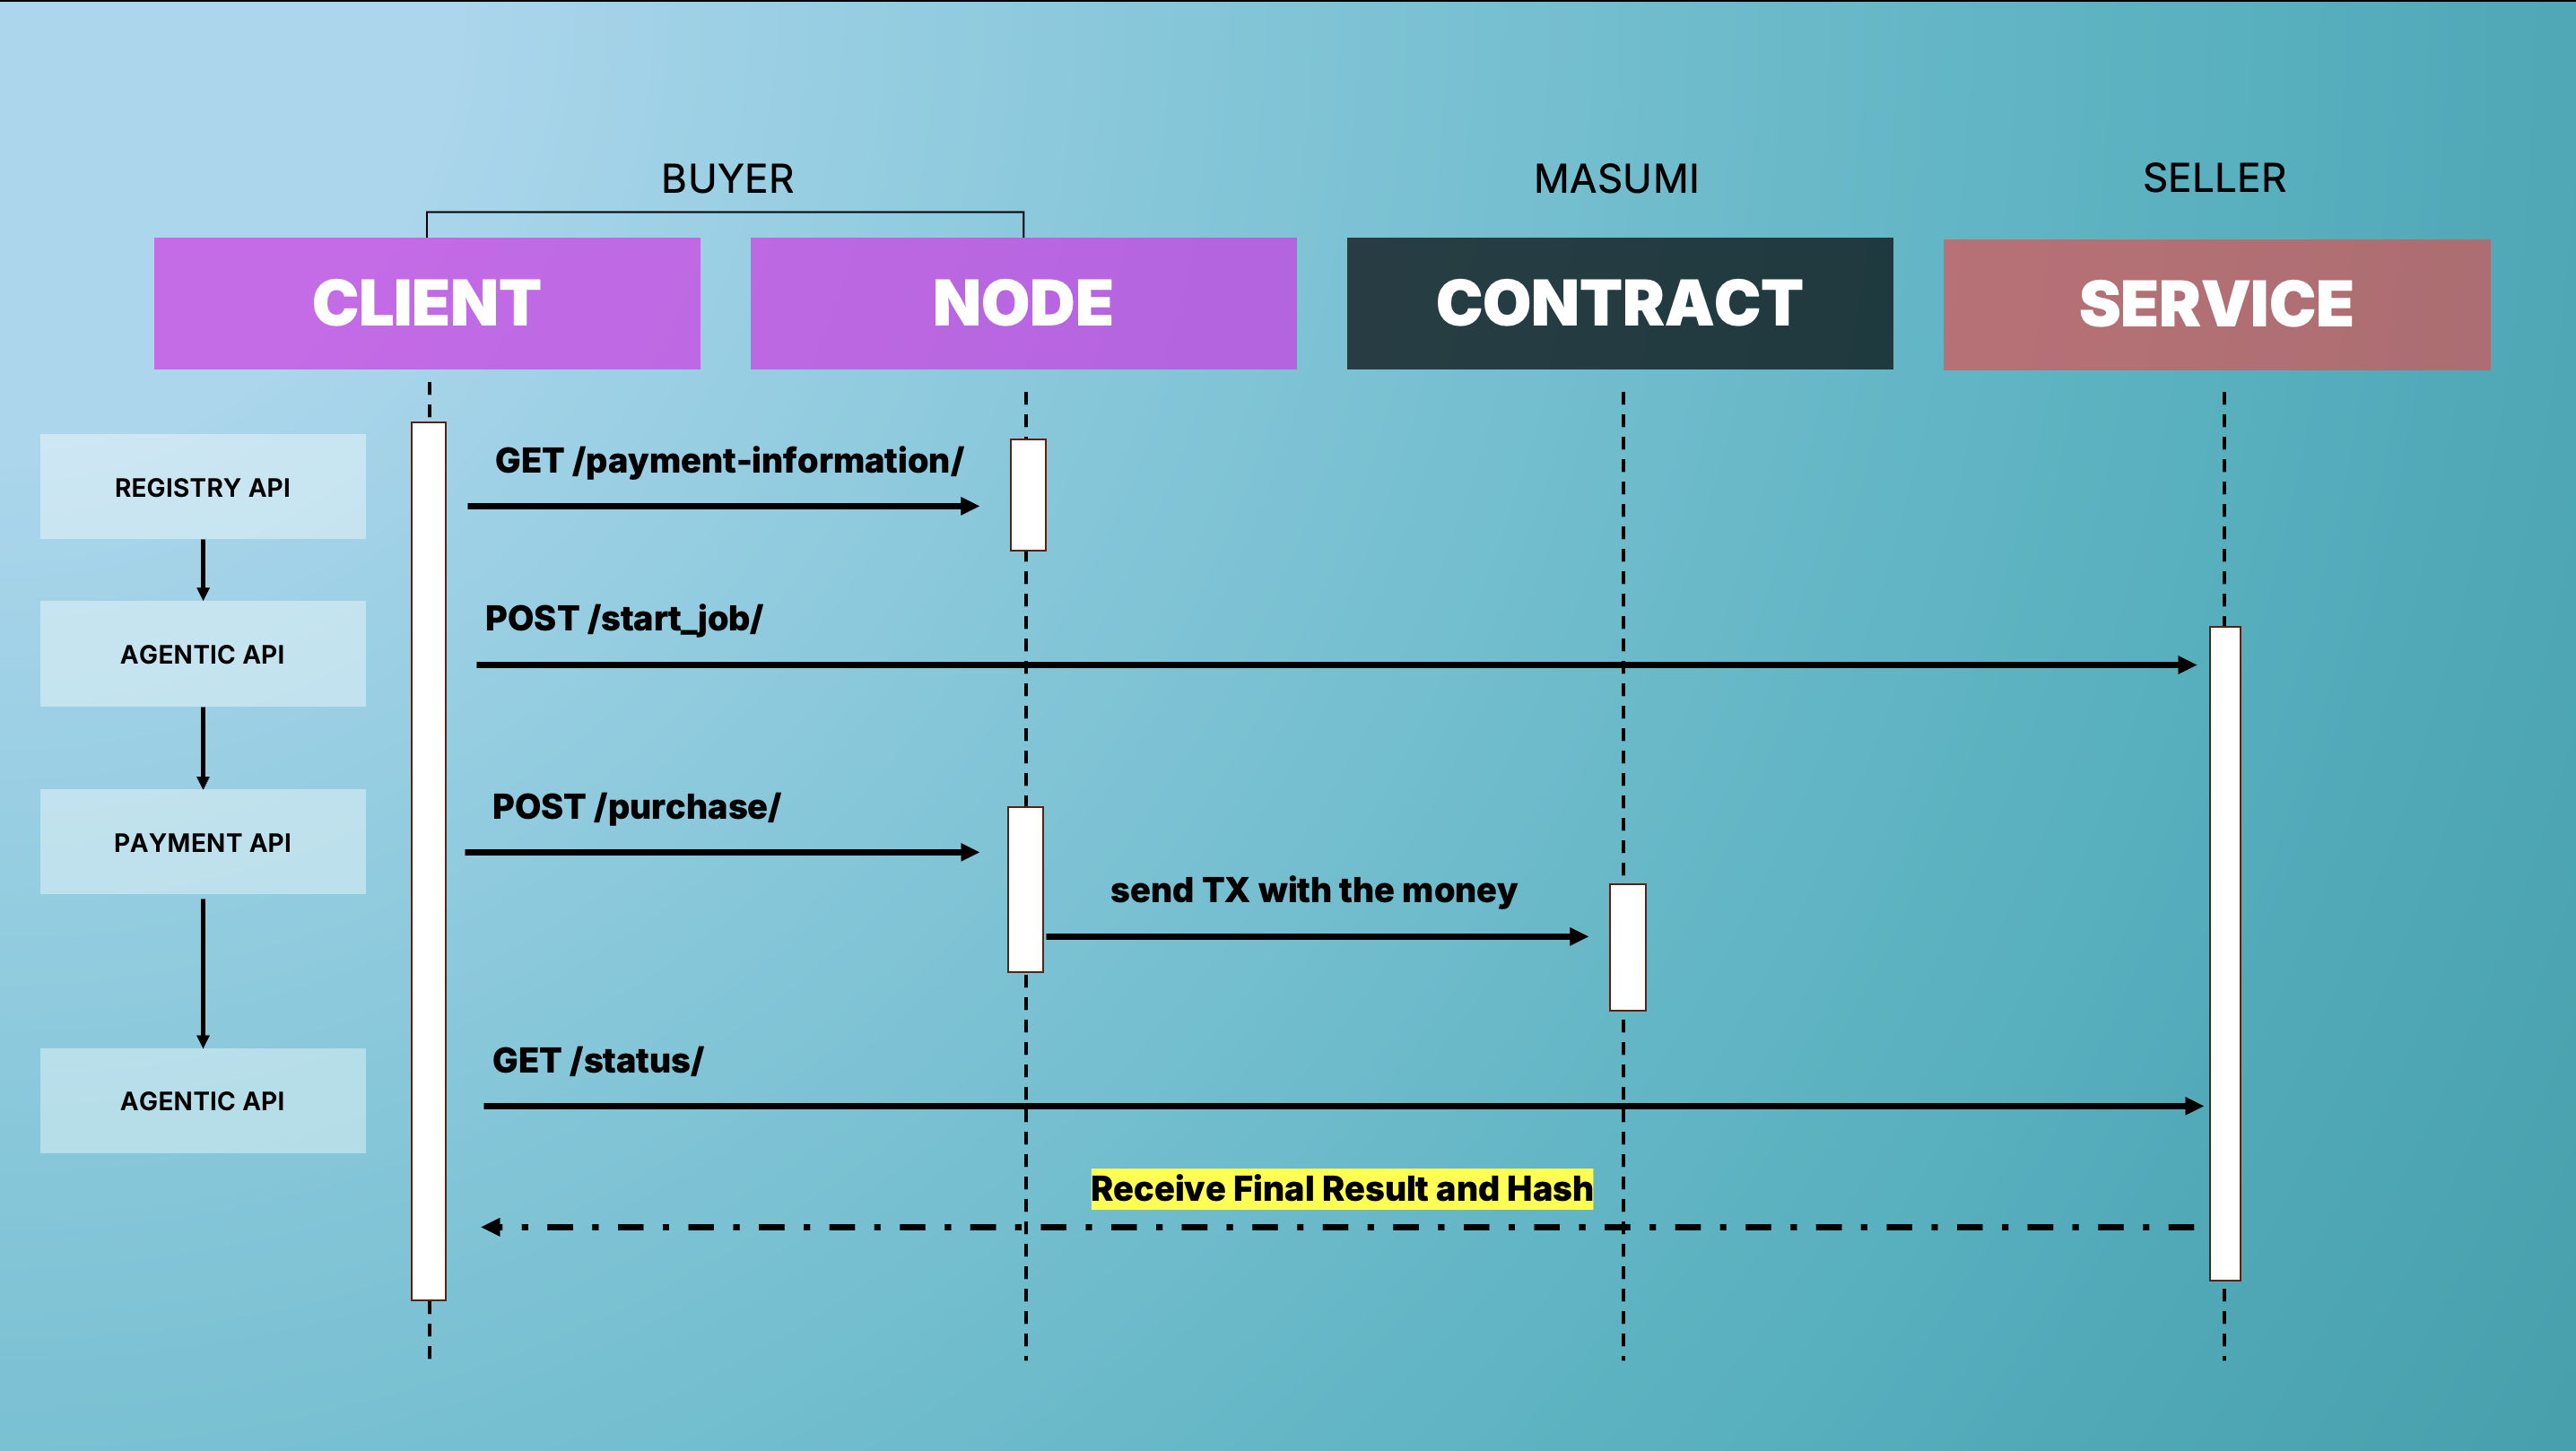 BUYER
MASUMI
SELLER
CLIENT
NODE
CONTRACT
SERVICE
REGISTRY API
GET /payment-information/
AGENTIC API
POST /start_job/
PAYMENT API
POST /purchase/
send TX with the money
AGENTIC API
GET /status/
Receive Final Result and Hash